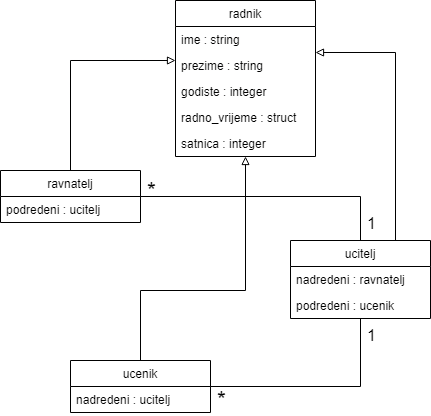 radnik
ime : string
prezime : string
godiste : integer
radno_vrijeme : struct
satnica : integer
ravnatelj
podredeni : ucitelj
*
1
ucitelj
nadredeni : ravnatelj
podredeni : ucenik
1
ucenik
nadredeni : ucitelj
*